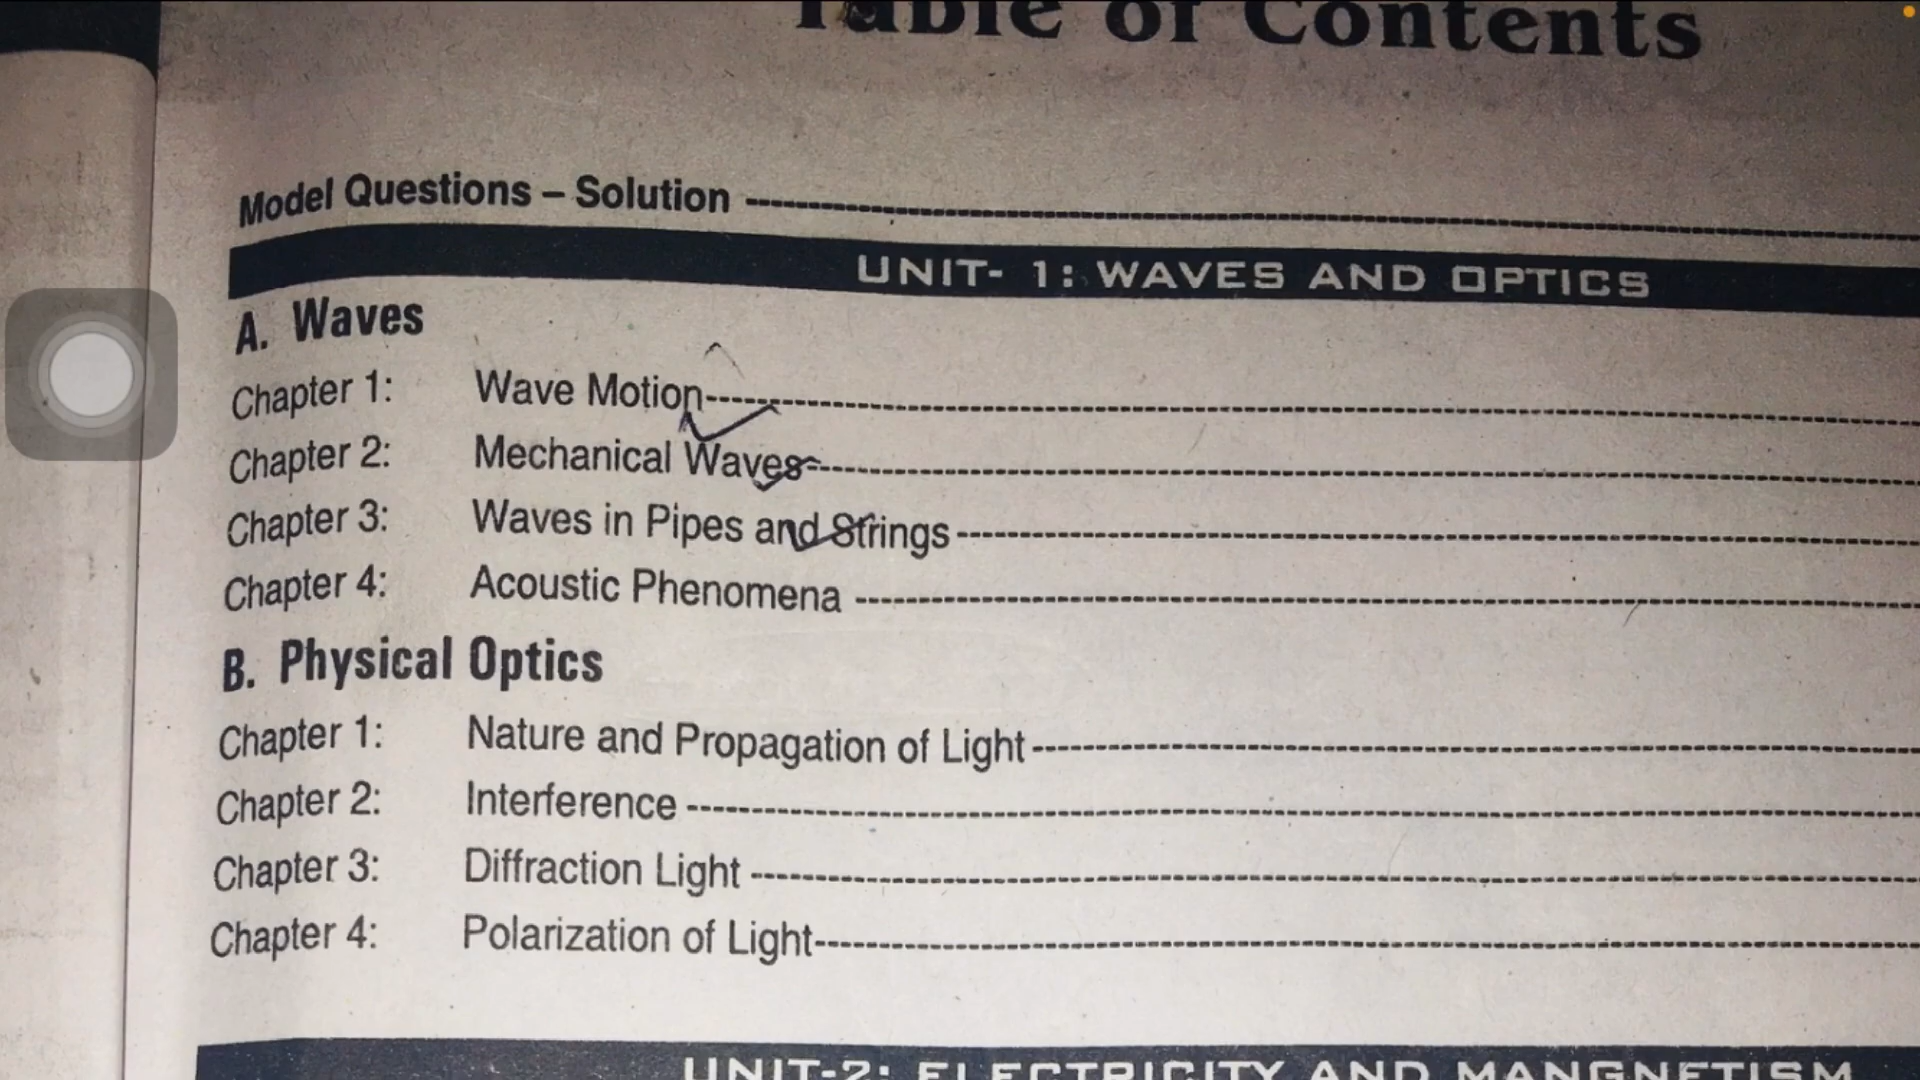 Table of Contents
Model Questions – Solution
UNIT- 1: WAVES AND OPTICS
A. Waves
Chapter 1: Wave Motion
Chapter 2: Mechanical Waves
Chapter 3: Waves in Pipes and Strings
Chapter 4: Acoustic Phenomena
B. Physical Optics
Chapter 1: Nature and Propagation of Light
Chapter 2: Interference
Chapter 3: Diffraction Light
Chapter 4: Polarization of Light
UNIT-2: ELECTRICITY AND MANGNETISM